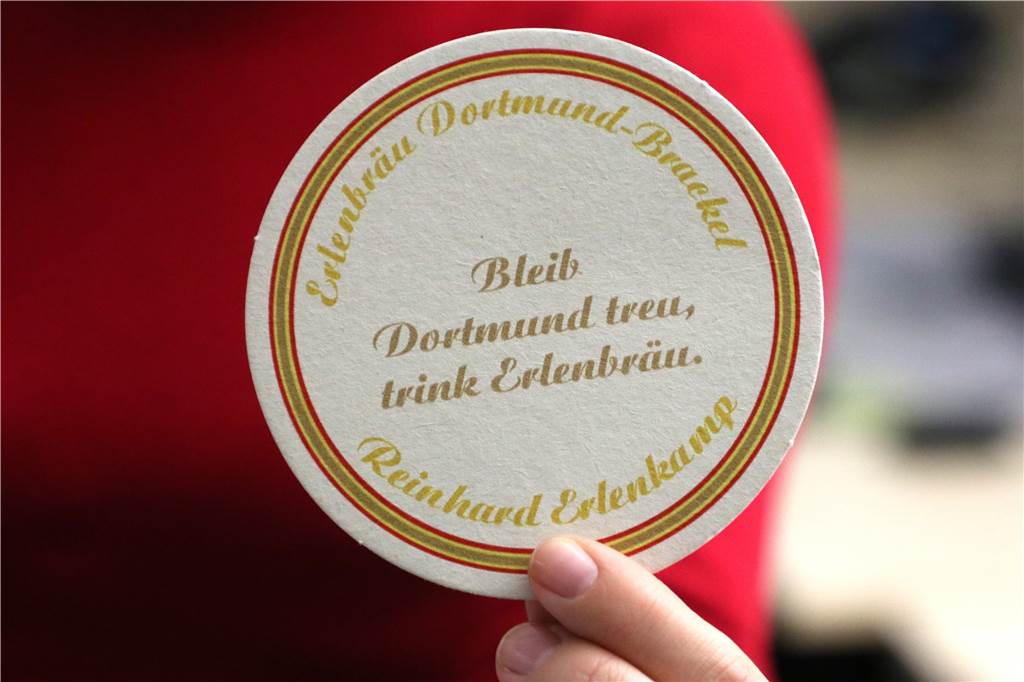 Erlenbräu Dortmund-Brackel
Bleib
Dortmund treu,
trink Erlenbräu.
Reinhard Erlenkamp